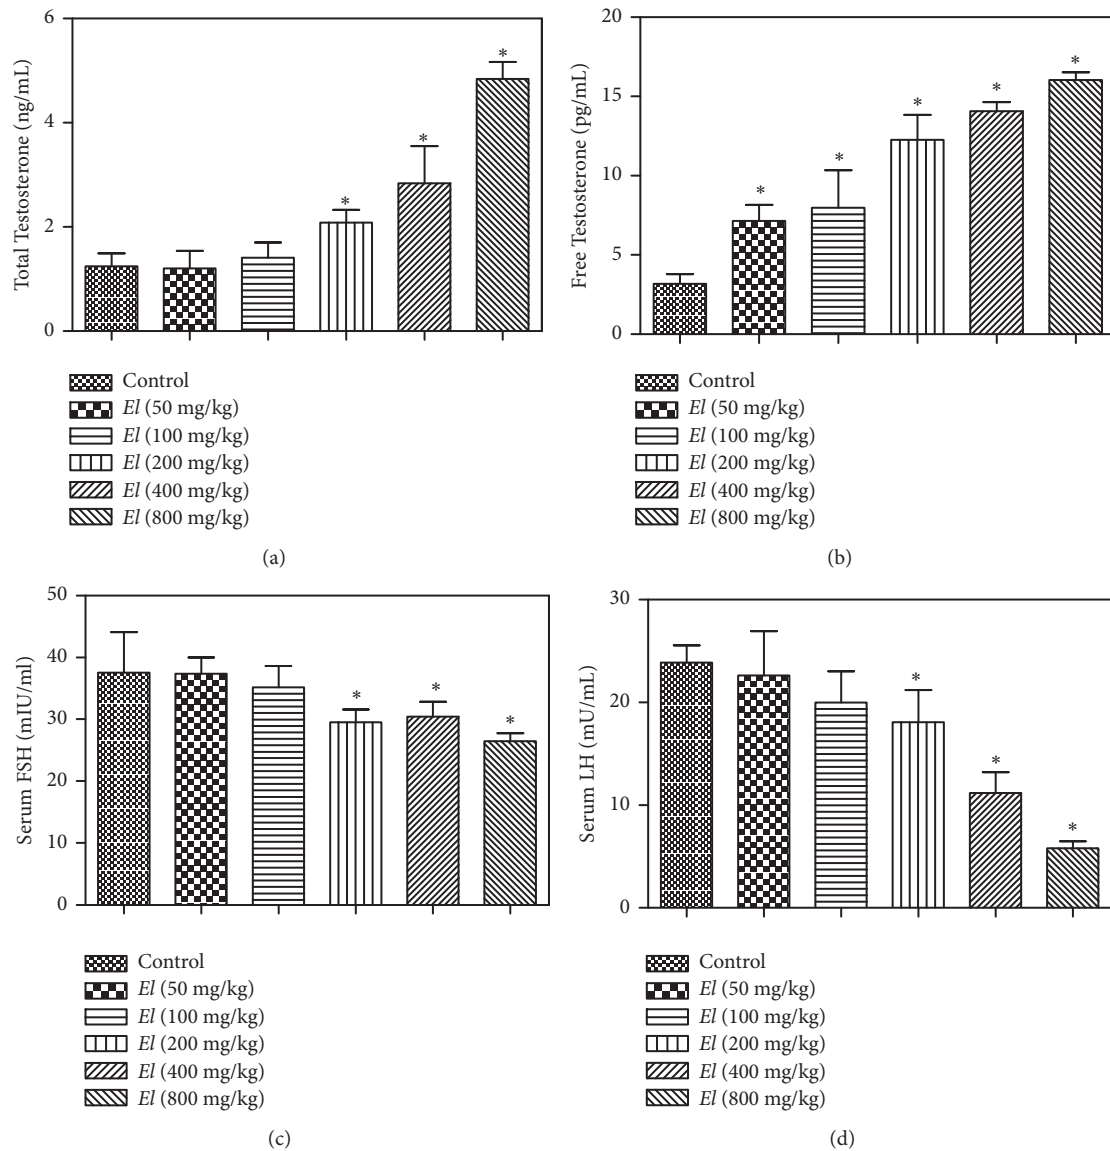 Total Testosterone (ng/mL)
6
4
2
0
*
*
*
Control
El (50 mg/kg)
El (100 mg/kg)
El (200 mg/kg)
El (400 mg/kg)
El (800 mg/kg)
(a)
Free Testosterone (pg/mL)
20
15
10
5
0
*
*
*
*
*
Control
El (50 mg/kg)
El (100 mg/kg)
El (200 mg/kg)
El (400 mg/kg)
El (800 mg/kg)
(b)
Serum FSH (mIU/ml)
50
40
30
20
10
0
*
*
*
Control
El (50 mg/kg)
El (100 mg/kg)
El (200 mg/kg)
El (400 mg/kg)
El (800 mg/kg)
(c)
Serum LH (mU/mL)
30
20
10
0
*
*
*
Control
El (50 mg/kg)
El (100 mg/kg)
El (200 mg/kg)
El (400 mg/kg)
El (800 mg/kg)
(d)